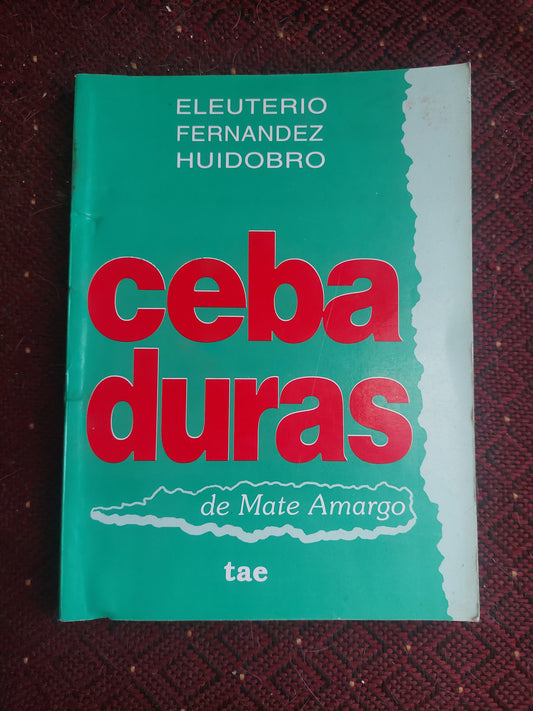 ELEUTERIO
FERNANDEZ
HUIDOBRO
ceba
duras
de Mate Amargo
tae